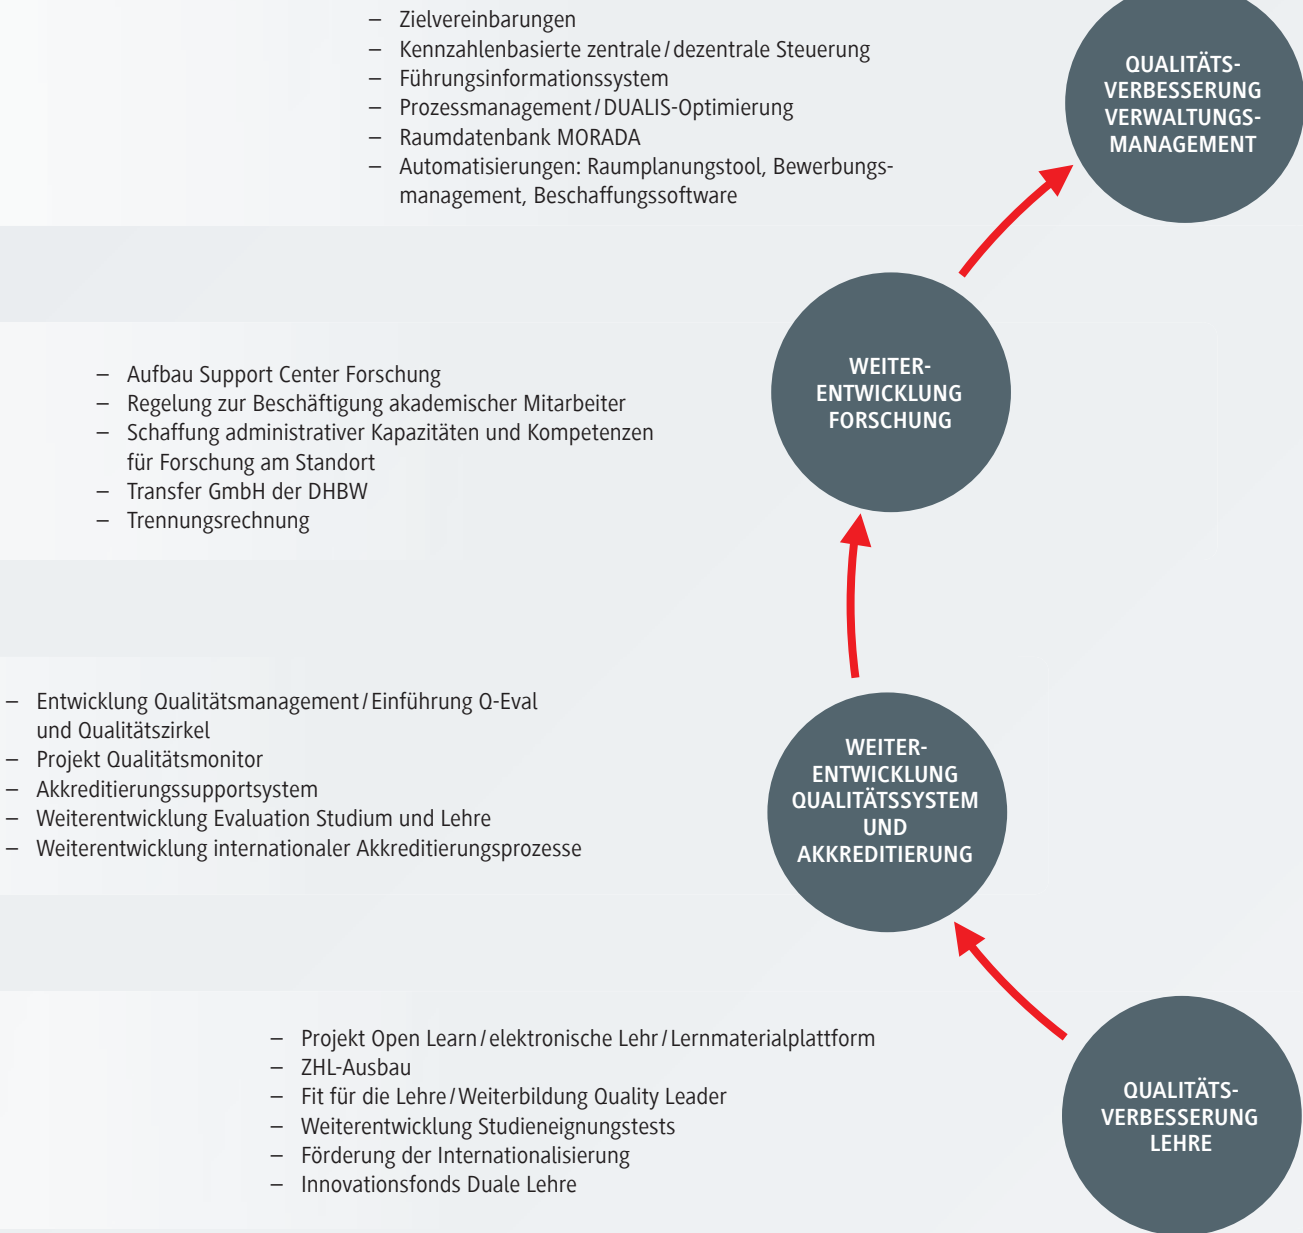 – Zielvereinbarungen
– Kennzahlenbasierte zentrale/dezentrale Steuerung
– Führungsinformationssystem
– Prozessmanagement/DUALIS-Optimierung
– Raumdatenbank MORADA
– Automatisierungen: Raumplanungstool, Bewerbungs-
management, Beschaffungssoftware
QUALITÄTS-
VERBESSERUNG
VERWALTUNGS-
MANAGEMENT
– Aufbau Support Center Forschung
– Regelung zur Beschäftigung akademischer Mitarbeiter
– Schaffung administrativer Kapazitäten und Kompetenzen
für Forschung am Standort
– Transfer GmbH der DHBW
– Trennungsrechnung
WEITER-
ENTWICKLUNG
FORSCHUNG
– Entwicklung Qualitätsmanagement/Einführung Q-Eval
und Qualitätszirkel
– Projekt Qualitätsmonitor
– Akkreditierungssupportsystem
– Weiterentwicklung Evaluation Studium und Lehre
– Weiterentwicklung internationaler Akkreditierungsprozesse
WEITER-
ENTWICKLUNG
QUALITÄTSSYSTEM
UND
AKKREDITIERUNG
– Projekt Open Learn/elektronische Lehr/Lernmaterialplattform
– ZHL-Ausbau
– Fit für die Lehre/Weiterbildung Quality Leader
– Weiterentwicklung Studieneignungstests
– Förderung der Internationalisierung
– Innovationsfonds Duale Lehre
QUALITÄTS-
VERBESSERUNG
LEHRE